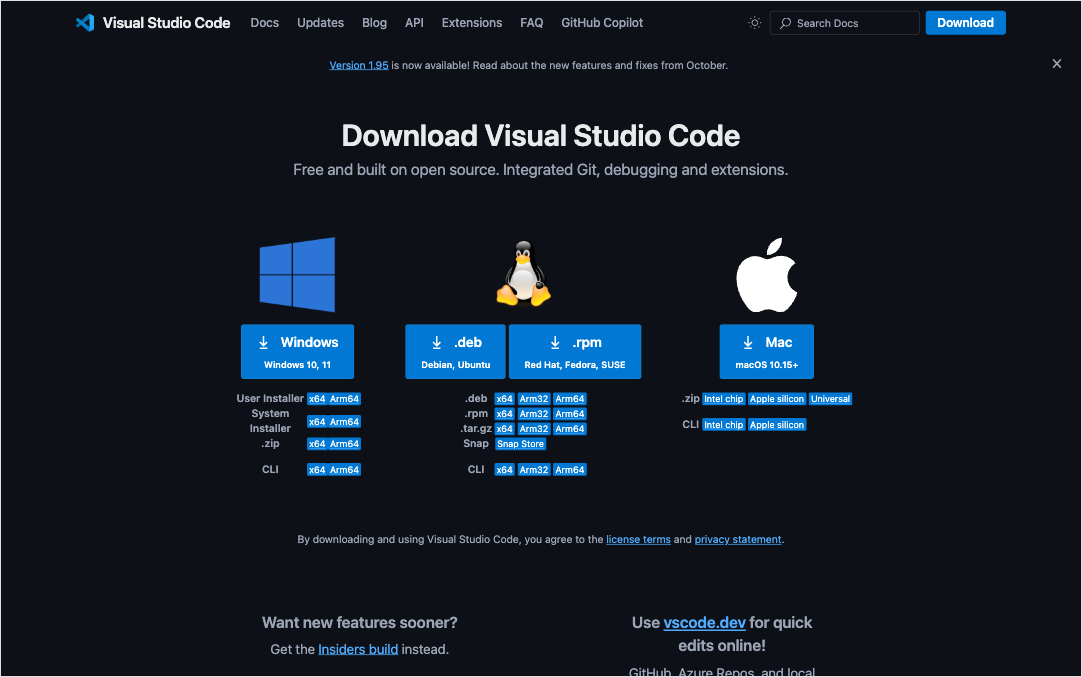 Visual Studio Code Docs Updates Blog API Extensions FAQ GitHub Copilot Search Docs Download
Version 1.95 is now available! Read about the new features and fixes from October.
Download Visual Studio Code
Free and built on open source. Integrated Git, debugging and extensions.
Windows
Windows 10, 11
User Installer x64 Arm64
System
Installer x64 Arm64
.zip x64 Arm64
CLI x64 Arm64
.deb
Debian, Ubuntu
.rpm
Red Hat, Fedora, SUSE
.deb x64 Arm32 Arm64
.rpm x64 Arm32 Arm64
.tar.gz x64 Arm32 Arm64
Snap Snap Store
CLI x64 Arm32 Arm64
Mac
macOS 10.15+
.zip Intel chip Apple silicon Universal
CLI Intel chip Apple silicon
By downloading and using Visual Studio Code, you agree to the license terms and privacy statement.
Want new features sooner?
Get the Insiders build instead.
Use vscode.dev for quick
edits online!
GitHub, Azure Repos, and local